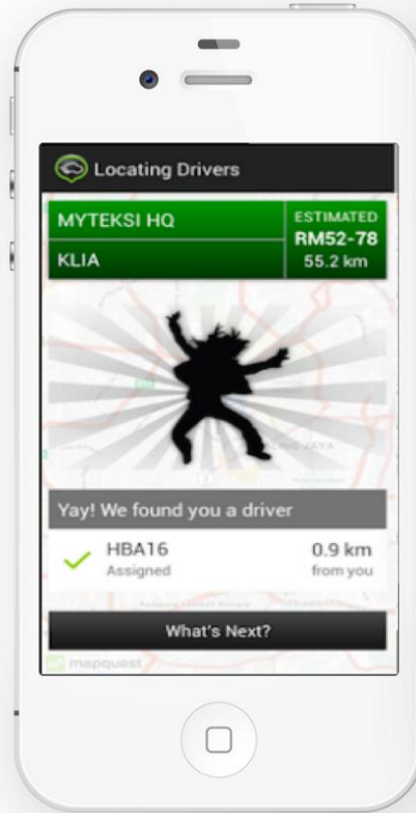 Locating Drivers
MYTEKSI HQ
ESTIMATED
RM52-78
KLIA
55.2 km
Yay! We found you a driver
HBA16
0.9 km
Assigned
from you
What's Next?
mapquest